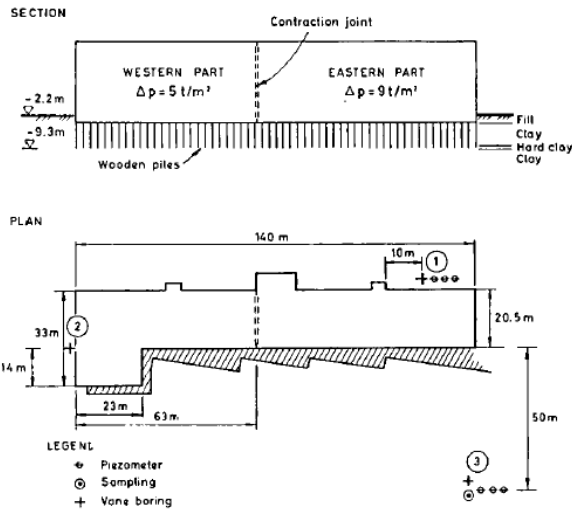 SECTION
Contraction joint
WESTERN PART
Δp = 5 t/m²
EASTERN PART
Δp = 9 t/m²
-2.2m
-9.3m
Fill
Clay
Hard clay
Clay
Wooden piles
PLAN
140 m
10m
1
2
33m
14m
20.5m
23m
63m
50m
3
LEGEND
Piezometer
Sampling
Vane boring